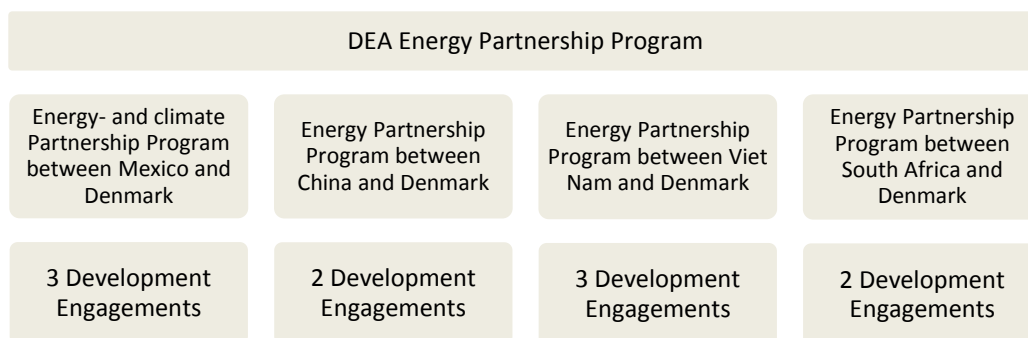 DEA Energy Partnership Program
Energy- and climate
Partnership Program
between Mexico and
Denmark
Energy Partnership
Program between
China and Denmark
Energy Partnership
Program between Viet
Nam and Denmark
Energy Partnership
Program between
South Africa and
Denmark
3 Development
Engagements
2 Development
Engagements
3 Development
Engagements
2 Development
Engagements